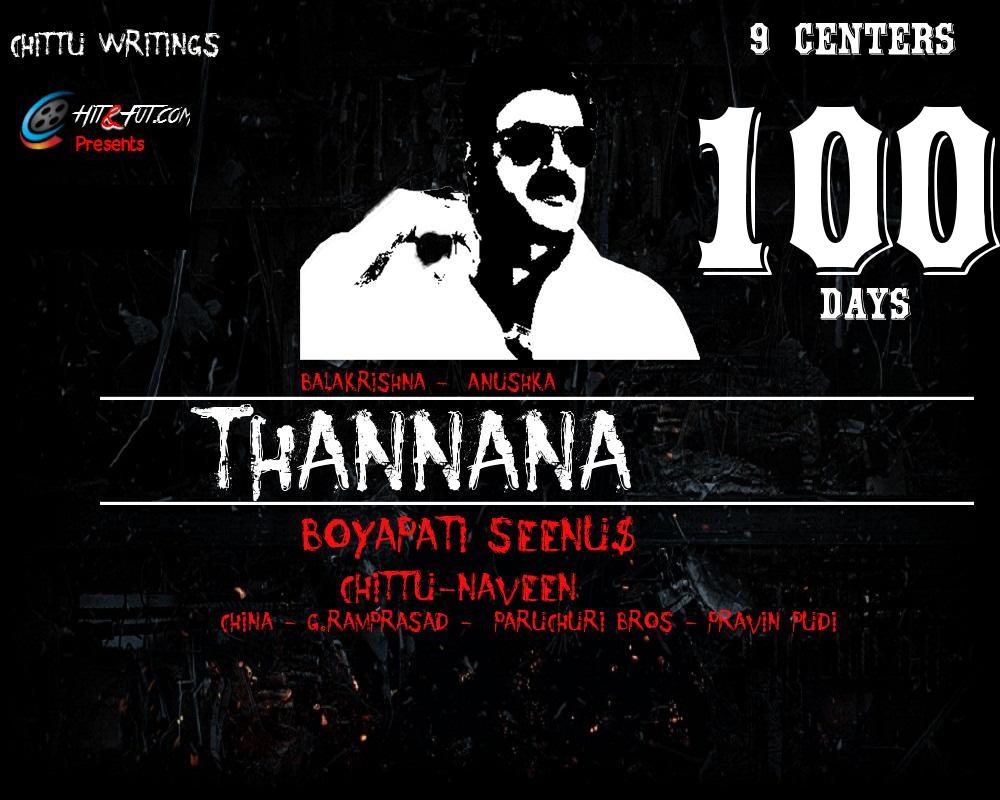 CHITTU WRITINGS
HIT&FUT.COM
Presents
9 CENTERS
100
DAYS
BALAKRISHNA - ANUSHKA
THANNANA
BOYAPATI SEENU$
CHITTU-NAVEEN
CHINA - G.RAMPRASAD - PARUCHURI BROS - PRAVIN PUDI